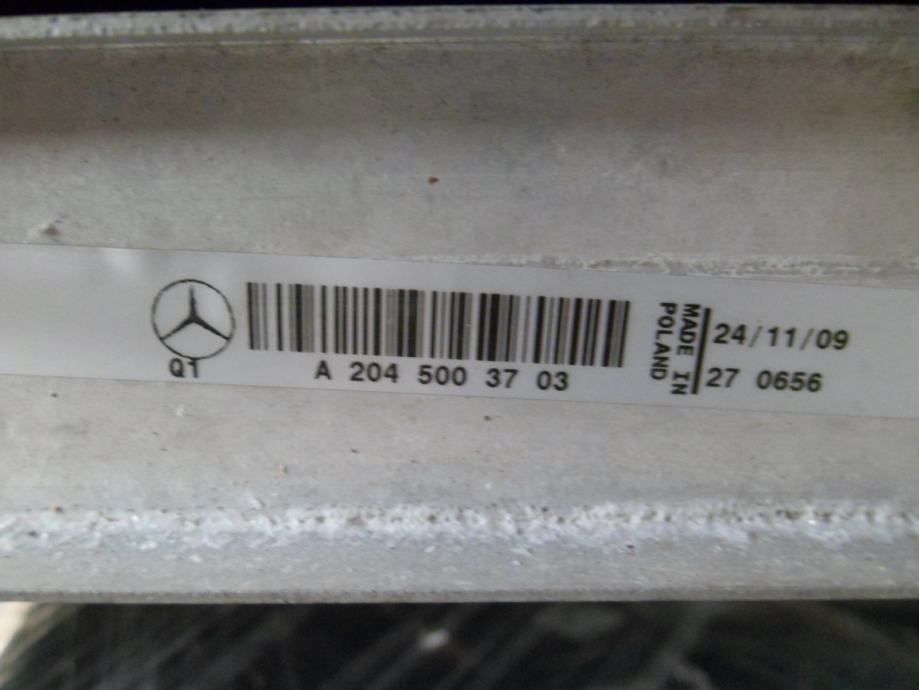 Q1
A 204 500 37 03
MADE IN
POLAND
24/11/09
27 0656